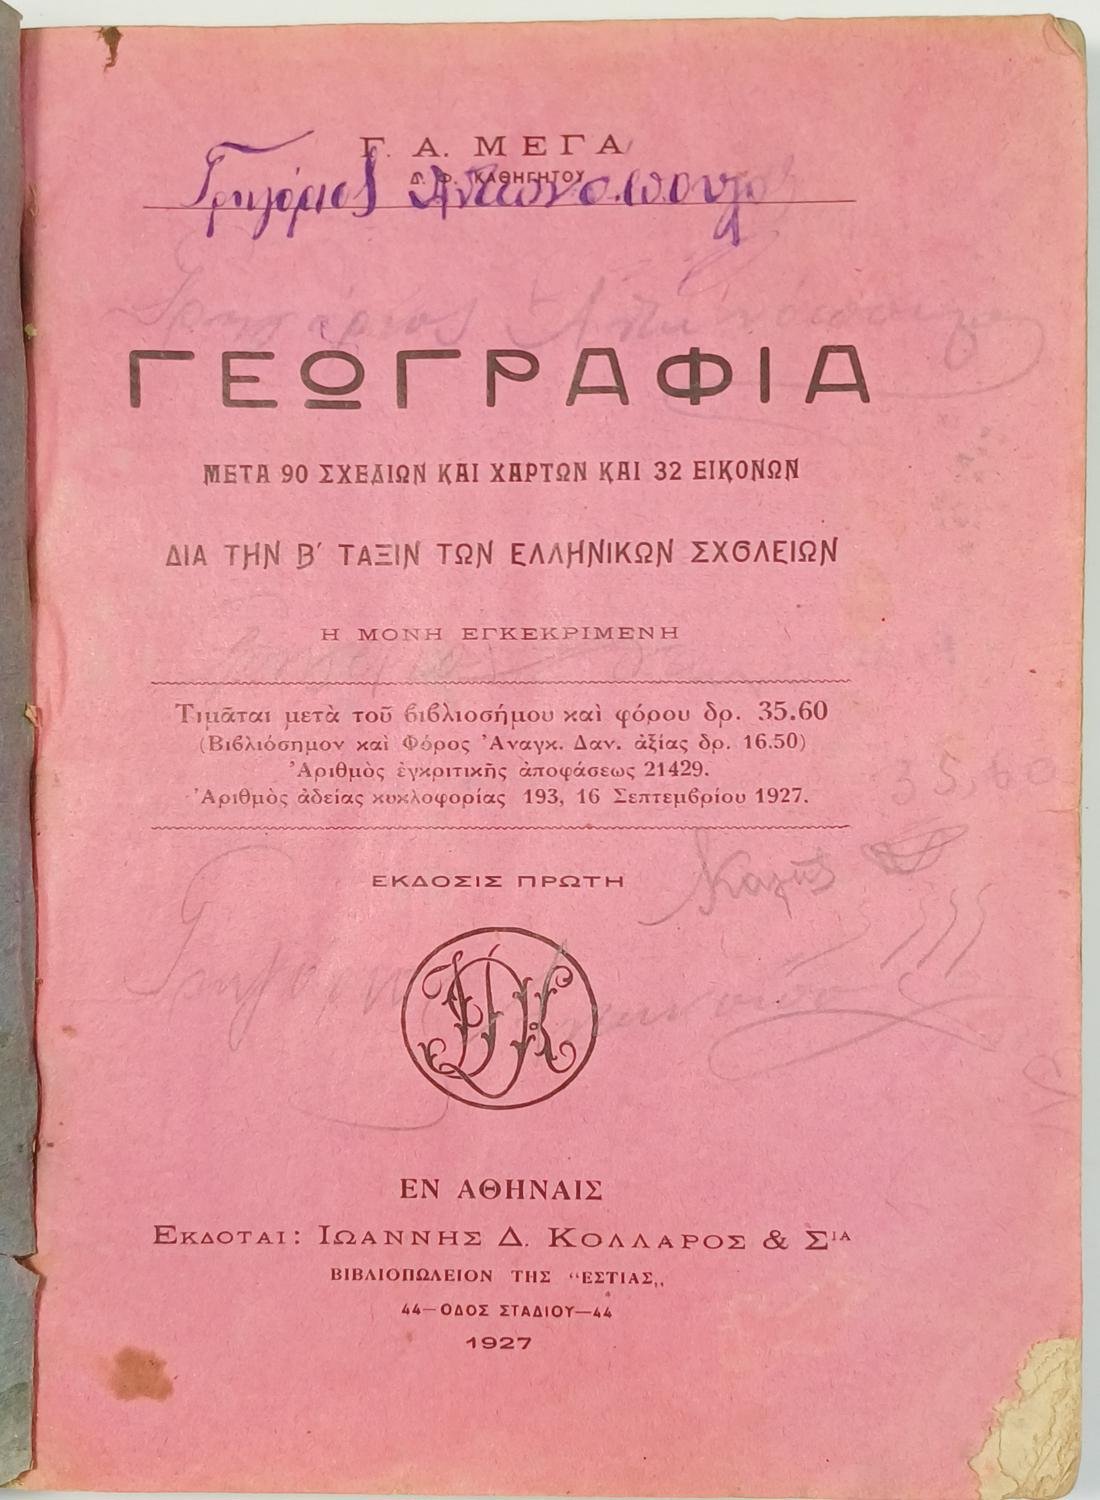 Γ. Α. ΜΕΓΑ
Δ. Φ. ΚΑΘΗΓΗΤΟΥ
Γρηγόριος Αντωνόπουλος
Γρηγόριος Αντωνόπουλος
ΓΕΩΓΡΑΦΙΑ
ΜΕΤΑ 90 ΣΧΕΔΙΩΝ ΚΑΙ ΧΑΡΤΩΝ ΚΑΙ 32 ΕΙΚΟΝΩΝ
ΔΙΑ ΤΗΝ Β΄ ΤΑΞΙΝ ΤΩΝ ΕΛΛΗΝΙΚΩΝ ΣΧΟΛΕΙΩΝ
Η ΜΟΝΗ ΕΓΚΕΚΡΙΜΕΝΗ
Τιμᾶται μετὰ τοῦ βιβλιοσήμου καὶ φόρου δρ. 35.60
(Βιβλιόσημον καὶ Φόρος Ἀναγκ. Δαν. ἀξίας δρ. 16.50)
Ἀριθμὸς ἐγκριτικῆς ἀποφάσεως 21429.
Ἀριθμὸς ἀδείας κυκλοφορίας 193, 16 Σεπτεμβρίου 1927.
35,60
ΕΚΔΟΣΙΣ ΠΡΩΤΗ
ΕΝ ΑΘΗΝΑΙΣ
ΕΚΔΟΤΑΙ: ΙΩΑΝΝΗΣ Δ. ΚΟΛΛΑΡΟΣ & ΣΙΑ
ΒΙΒΛΙΟΠΩΛΕΙΟΝ ΤΗΣ “ΕΣΤΙΑΣ„
44—ΟΔΟΣ ΣΤΑΔΙΟΥ—44
1927